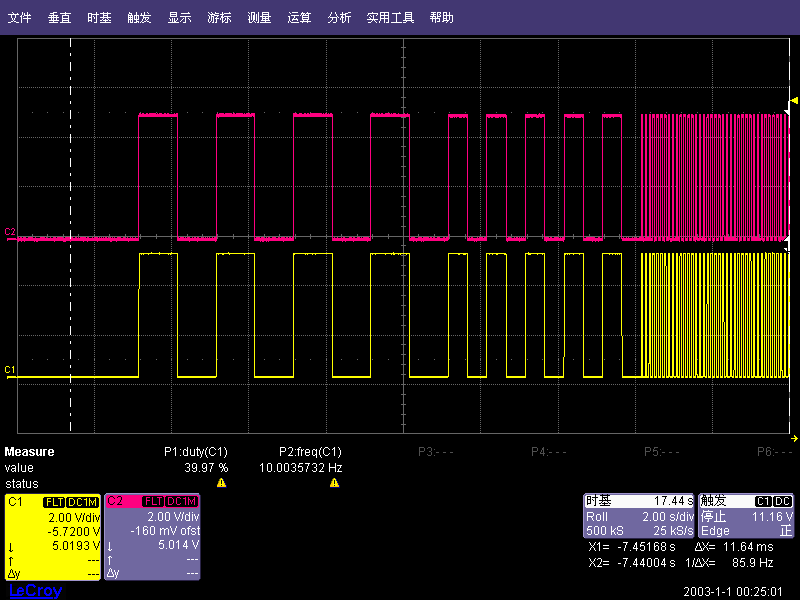 文件 垂直 时基 触发 显示 游标 测量 运算 分析 实用工具 帮助
C2
C1
Measure P1:duty(C1) P2:freq(C1) P3:--- P4:--- P5:--- P6:---
value 39.97 % 10.0035732 Hz
status
C1 FLT DC1M
2.00 V/div
-5.7200 V
↓ 5.0193 V
↑ ---
Δy ---
C2 FLT DC1M
2.00 V/div
-160 mV ofst
↓ 5.014 V
↑ ---
Δy ---
时基 17.44 s
Roll 2.00 s/div
500 kS 25 kS/s
触发 C1 DC
停止 11.16 V
Edge 正
X1= -7.45168 s ΔX= 11.64 ms
X2= -7.44004 s 1/ΔX= 85.9 Hz
LeCroy
2003-1-1 00:25:01